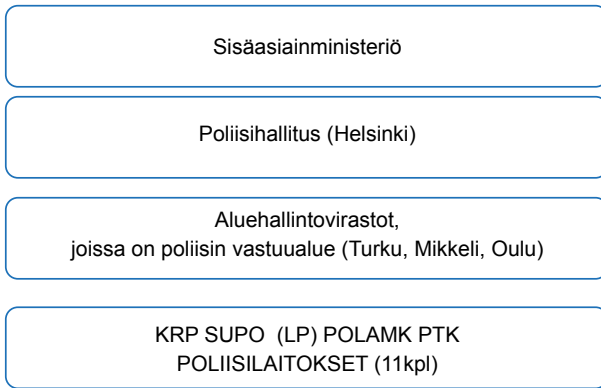 Sisäasiainministeriö
Poliisihallitus (Helsinki)
Aluehallintovirastot,
joissa on poliisin vastuualue (Turku, Mikkeli, Oulu)
KRP SUPO (LP) POLAMK PTK
POLIISILAITOKSET (11kpl)